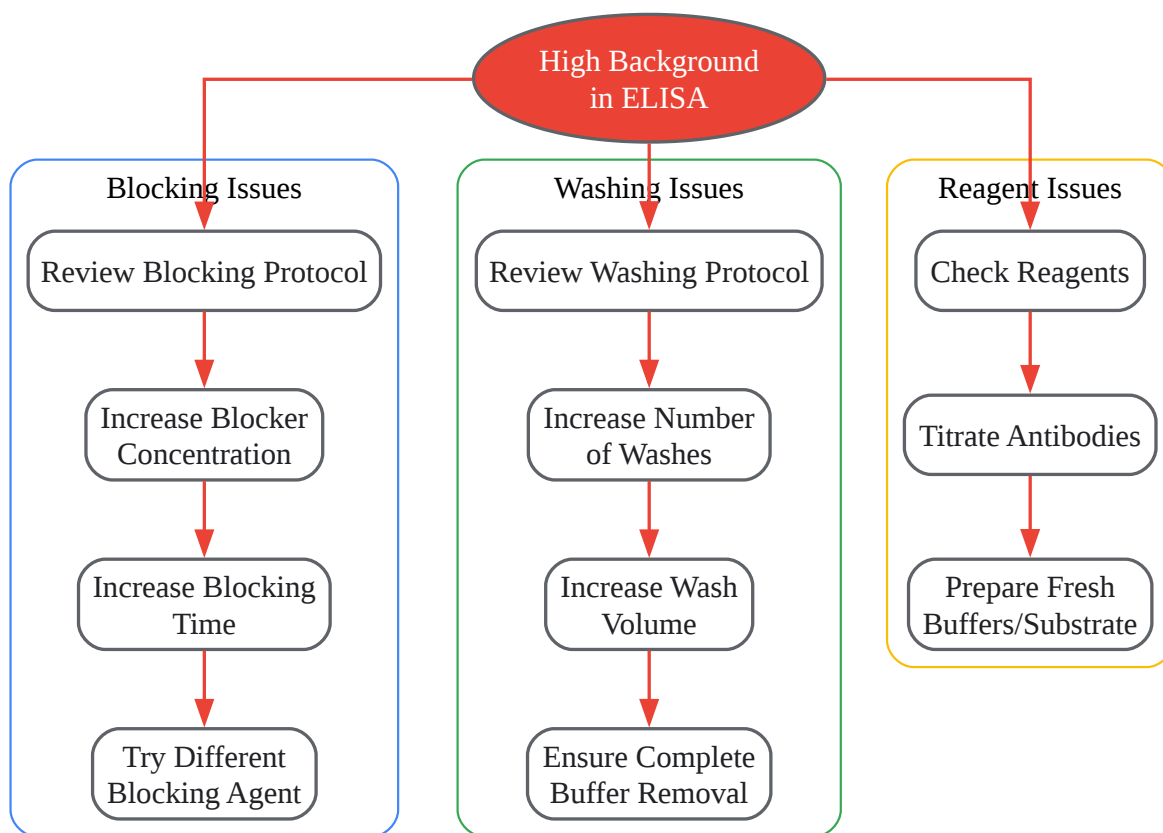 High Background
in ELISA
Blocking Issues
Review Blocking Protocol
Increase Blocker
Concentration
Increase Blocking
Time
Try Different
Blocking Agent
Washing Issues
Review Washing Protocol
Increase Number
of Washes
Increase Wash
Volume
Ensure Complete
Buffer Removal
Reagent Issues
Check Reagents
Titrate Antibodies
Prepare Fresh
Buffers/Substrate